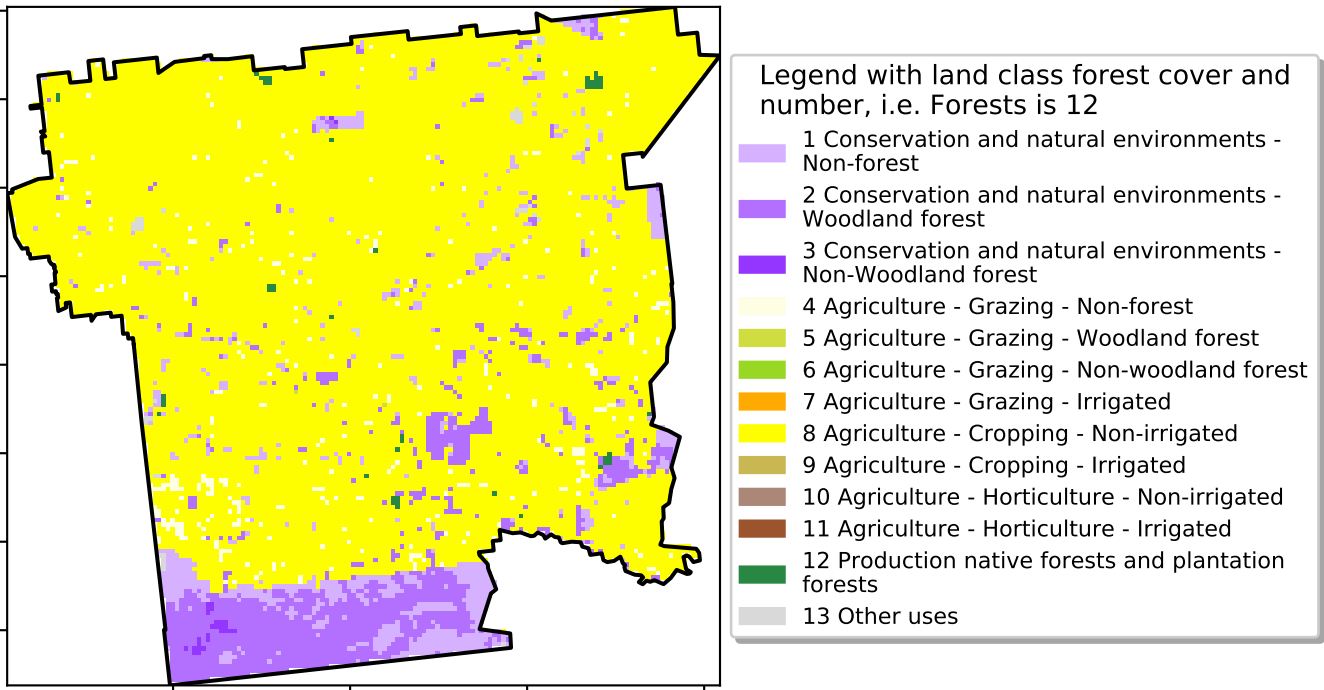 Legend with land class forest cover and
number, i.e. Forests is 12
1 Conservation and natural environments -
Non-forest
2 Conservation and natural environments -
Woodland forest
3 Conservation and natural environments -
Non-Woodland forest
4 Agriculture - Grazing - Non-forest
5 Agriculture - Grazing - Woodland forest
6 Agriculture - Grazing - Non-woodland forest
7 Agriculture - Grazing - Irrigated
8 Agriculture - Cropping - Non-irrigated
9 Agriculture - Cropping - Irrigated
10 Agriculture - Horticulture - Non-irrigated
11 Agriculture - Horticulture - Irrigated
12 Production native forests and plantation
forests
13 Other uses